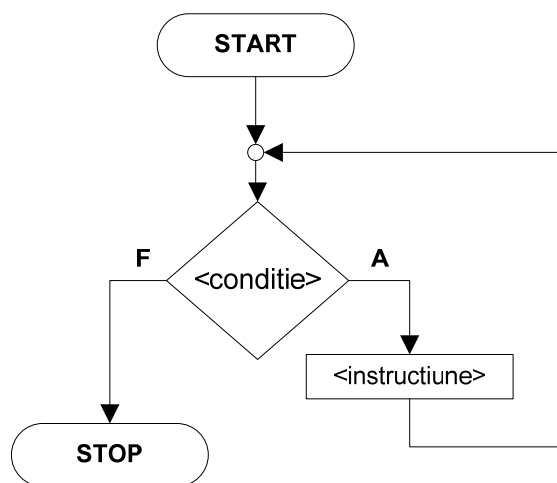 START
F
<conditie>
A
<instructiune>
STOP